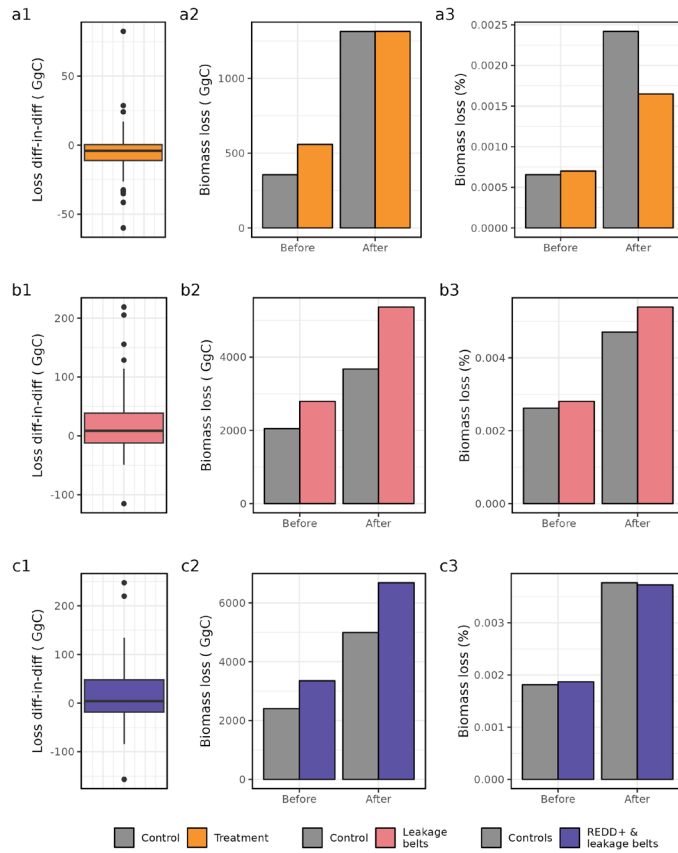 a1
a2
a3
Loss diff-in-diff ( GgC)
50
0
-50
Biomass loss ( GgC)
1000
500
0
Before
After
Biomass loss (%)
0.0025
0.0020
0.0015
0.0010
0.0005
0.0000
Before
After
b1
b2
b3
Loss diff-in-diff ( GgC)
200
100
0
-100
Biomass loss ( GgC)
4000
2000
0
Before
After
Biomass loss (%)
0.004
0.002
0.000
Before
After
c1
c2
c3
Loss diff-in-diff ( GgC)
200
100
0
-100
Biomass loss ( GgC)
6000
4000
2000
0
Before
After
Biomass loss (%)
0.003
0.002
0.001
0.000
Before
After
Control
Treatment
Control
Leakage
belts
Controls
REDD+ &
leakage belts